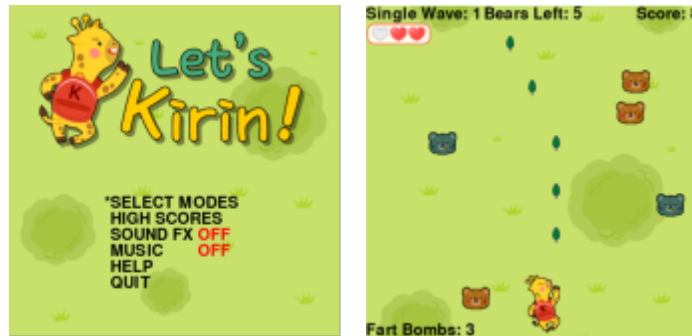 Let's
Kirin!
K
*SELECT MODES
HIGH SCORES
SOUND FX OFF
MUSIC OFF
HELP
QUIT
Single Wave: 1 Bears Left: 5 Score:
K
Fart Bombs: 3